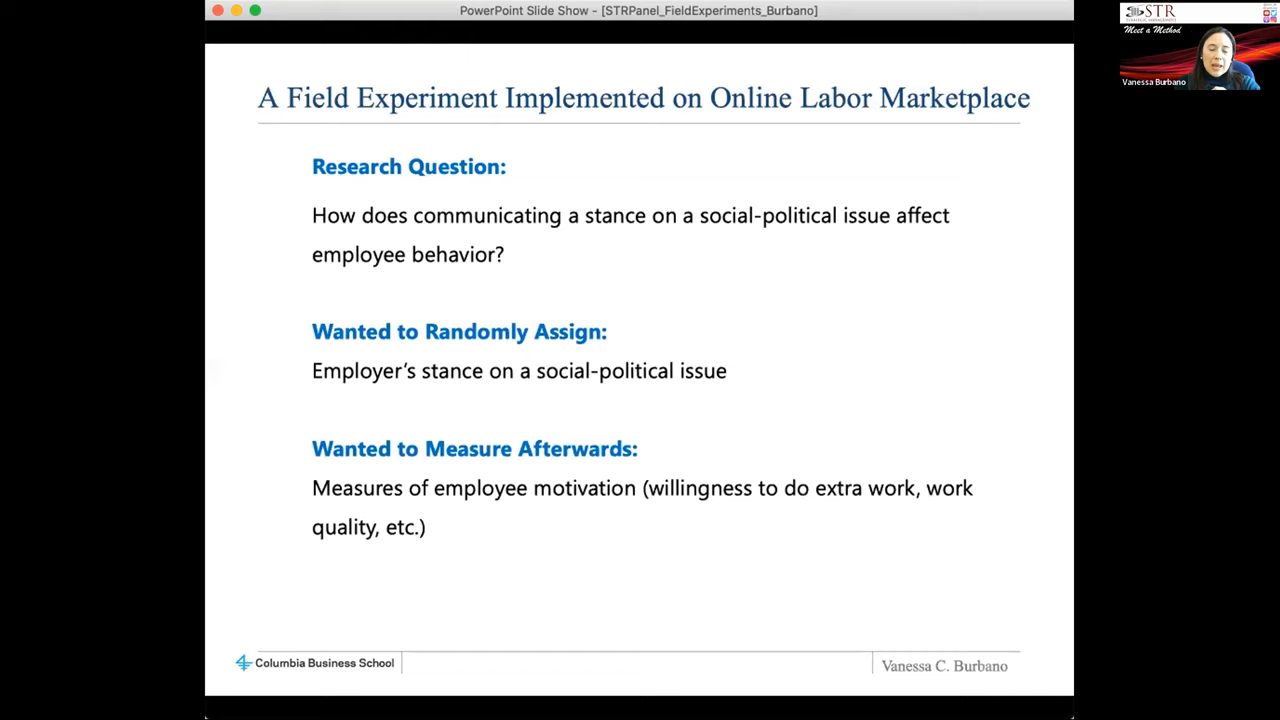 PowerPoint Slide Show - [STRPanel_FieldExperiments_Burbano]
STR
Meet a Method
Vanessa Burbano
A Field Experiment Implemented on Online Labor Marketplace
Research Question:
How does communicating a stance on a social-political issue affect
employee behavior?
Wanted to Randomly Assign:
Employer's stance on a social-political issue
Wanted to Measure Afterwards:
Measures of employee motivation (willingness to do extra work, work
quality, etc.)
Columbia Business School
Vanessa C. Burbano